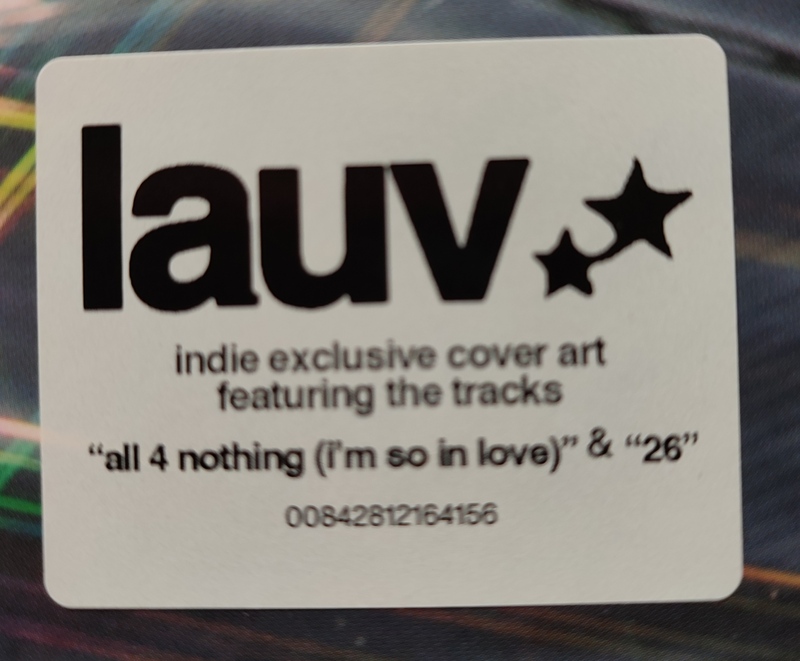 lauv
indie exclusive cover art
featuring the tracks
“all 4 nothing (i'm so in love)” & “26”
00842812164156